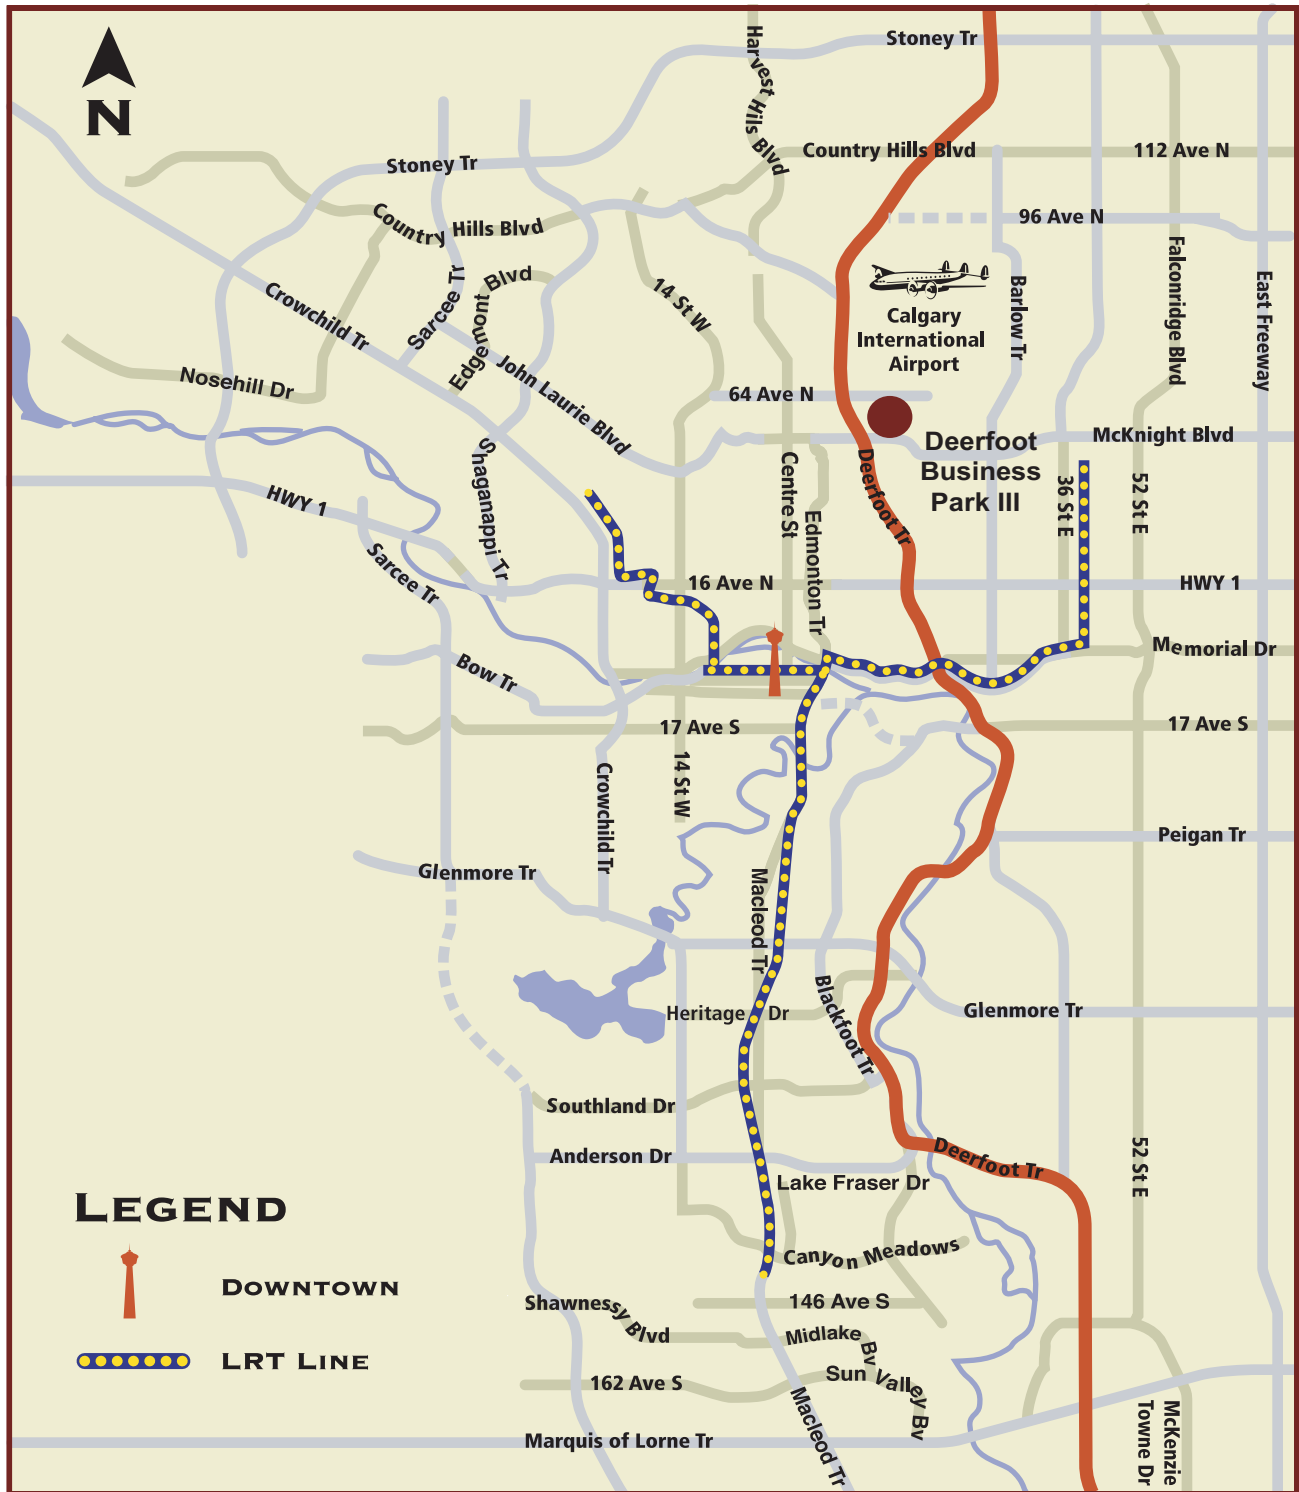 Stoney Tr
Harvest Hils Blvd
N
Country Hills Blvd
112 Ave N
Stoney Tr
Country Hills Blvd
96 Ave N
Sarcee Tr
Edgemont Blvd
14 St W
Calgary
International
Airport
Barlow Tr
Falconridge Blvd
East Freeway
Crowchild Tr
Nosehill Dr
John Laurie Blvd
64 Ave N
McKnight Blvd
Deerfoot
Business
Park III
Shaganappi Tr
Centre St
Edmonton Tr
Deerfoot Tr
36 St E
52 St E
HWY 1
Sarcee Tr
16 Ave N
HWY 1
Memorial Dr
Bow Tr
17 Ave S
17 Ave S
14 St W
Crowchild Tr
Peigan Tr
Glenmore Tr
Macleod Tr
Blackfoot Tr
Heritage Dr
Glenmore Tr
Southland Dr
Anderson Dr
Deerfoot Tr
52 St E
Lake Fraser Dr
LEGEND
Canyon Meadows
DOWNTOWN
146 Ave S
Shawnessy Blvd
Midlake Bv
LRT LINE
Sun Valley Bv
162 Ave S
Macleod Tr
McKenzie
Towne Dr
Marquis of Lorne Tr